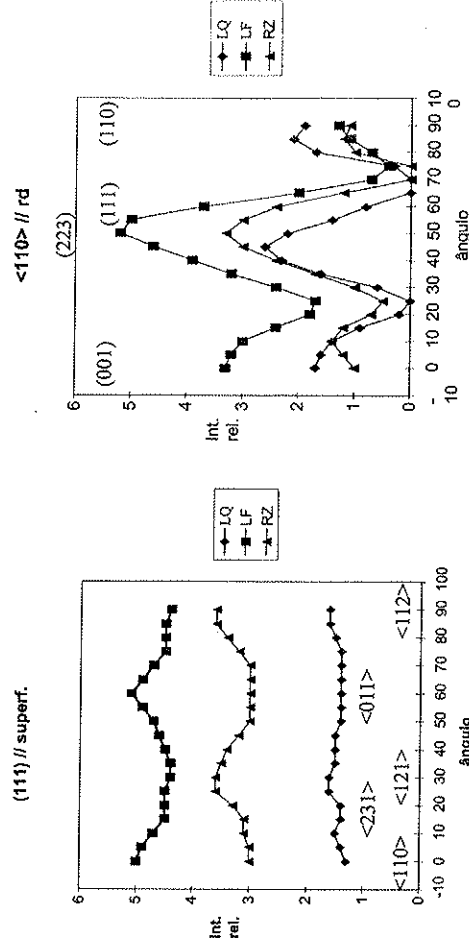 (111) // superf.
6
5
4
Int.
rel.
3
2
1
0
<110>
<231>
<121>
<011>
<112>
-10 0 10 20 30 40 50 60 70 80 90 100
ângulo
LQ
LF
RZ
<110> // rd
(223)
(001)
(111)
(110)
6
5
4
Int.
rel.
3
2
1
0
- 0 10 20 30 40 50 60 70 80 90 10
10
0
ângulo
LQ
LF
RZ